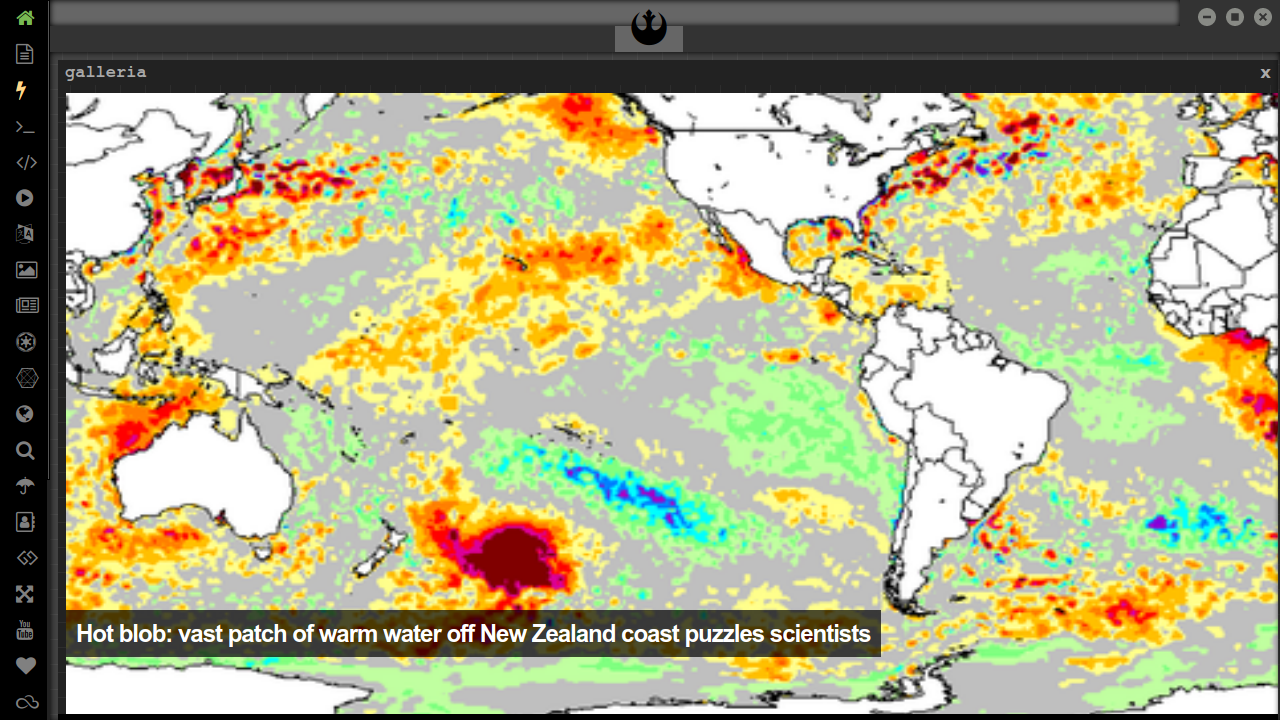 galleria
x
Hot blob: vast patch of warm water off New Zealand coast puzzles scientists
You
Tube